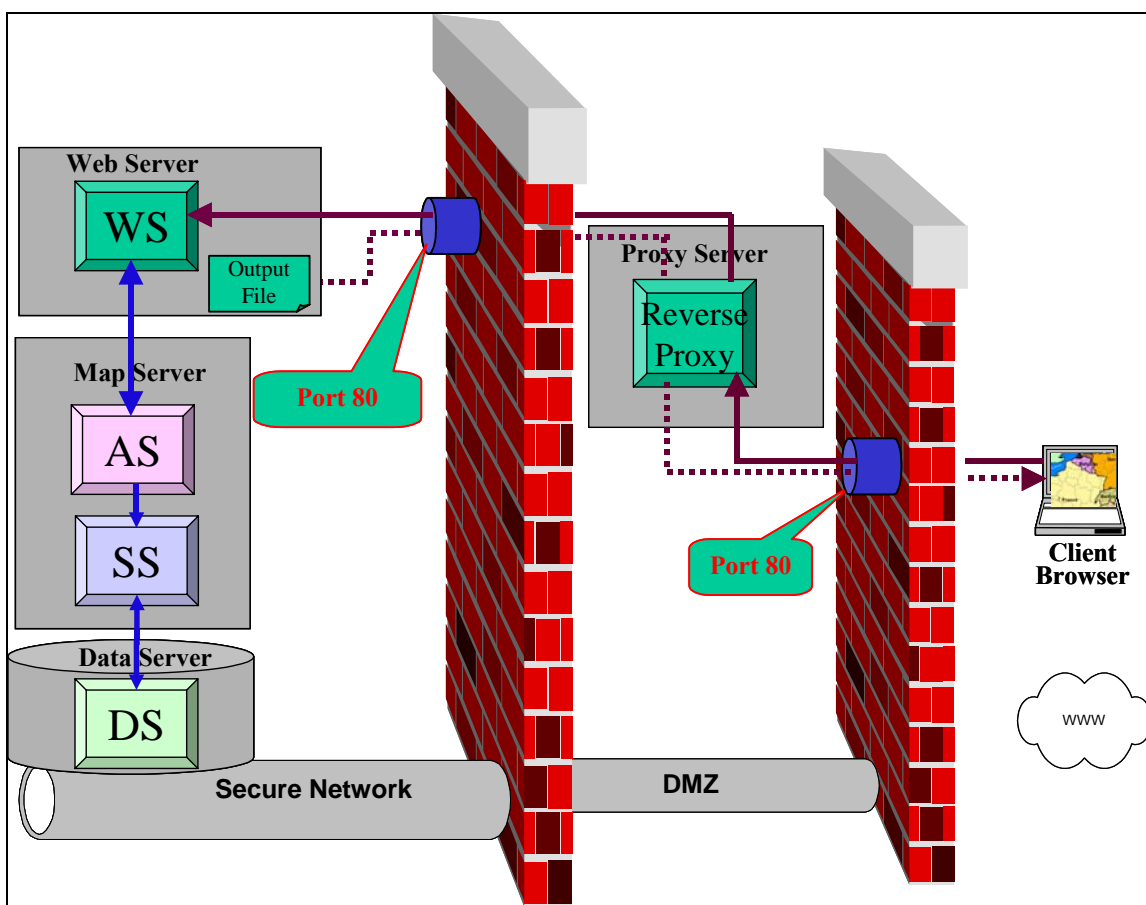 Web Server
WS
Output
File
Port 80
Map Server
AS
SS
Data Server
DS
Secure Network
Proxy Server
Reverse
Proxy
Port 80
DMZ
Client
Browser
www